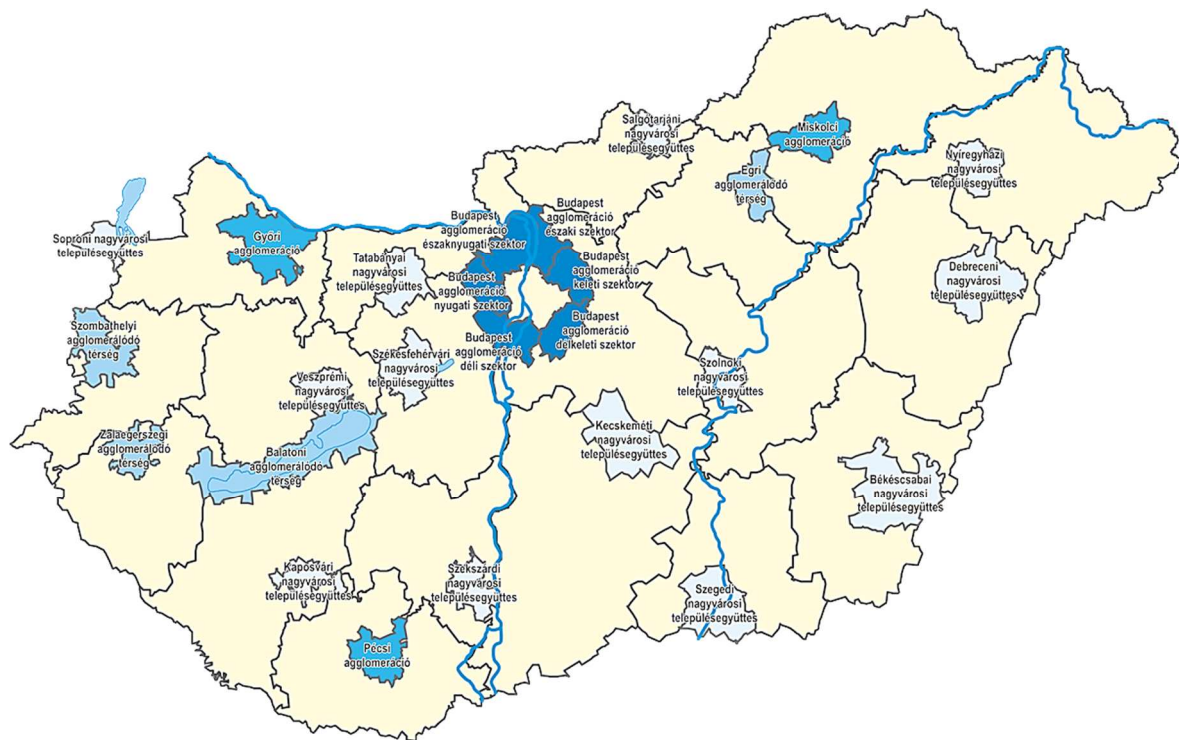 Salgótarjáni
nagyvárosi
településegyüttes
Miskolci
agglomeráció
Egri
agglomerálódó
térség
Nyíregyházi
nagyvárosi
településegyüttes
Soproni nagyvárosi
településegyüttes
Győri
agglomeráció
Tatabányai
nagyvárosi
településegyüttes
Budapest
agglomeráció
északnyugati szektor
Budapest
agglomeráció
északi szektor
Budapest
agglomeráció
keleti szektor
Budapest
agglomeráció
nyugati szektor
Budapest
agglomeráció
délkeleti szektor
Budapest
agglomeráció
déli szektor
Debreceni
nagyvárosi
településegyüttes
Szombathelyi
agglomerálódó
térség
Székesfehérvári
nagyvárosi
településegyüttes
Veszprémi
nagyvárosi
településegyüttes
Szolnoki
nagyvárosi
településegyüttes
Zalaegerszegi
agglomerálódó
térség
Balatoni
agglomerálódó
térség
Kecskeméti
nagyvárosi
településegyüttes
Békéscsabai
nagyvárosi
településegyüttes
Kaposvári
nagyvárosi
településegyüttes
Szekszárdi
nagyvárosi
településegyüttes
Szegedi
nagyvárosi
településegyüttes
Pécsi
agglomeráció